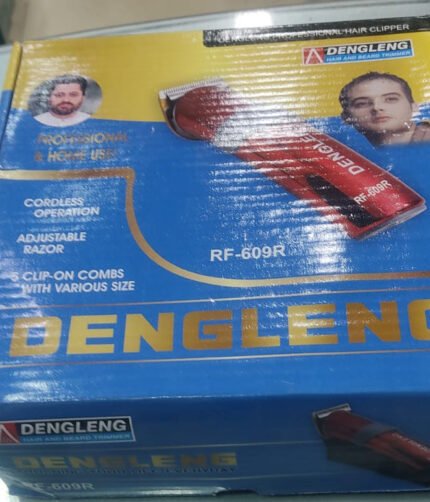 PROFESSIONAL HAIR CLIPPER
DENGLENG
HAIR AND BEARD TRIMMER
PROFESSIONAL
& HOME USE
DENGLE
RF-609R
CORDLESS
OPERATION
ADJUSTABLE
RAZOR
RF-609R
5 CLIP-ON COMBS
WITH VARIOUS SIZE
DENGLENG
DENGLENG
HAIR AND BEARD TRIMMER
DENGLENG
RF-609R